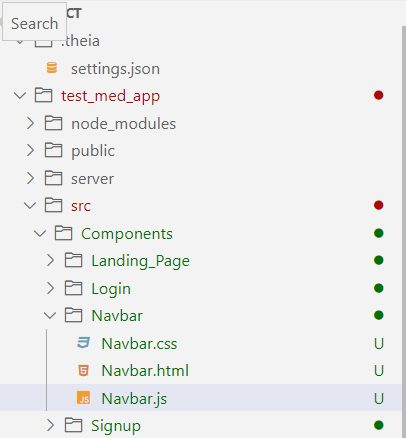 CT
Search
.theia
settings.json
test_med_app
node_modules
public
server
src
Components
Landing_Page
Login
Navbar
Navbar.css U
Navbar.html U
JS Navbar.js U
Signup